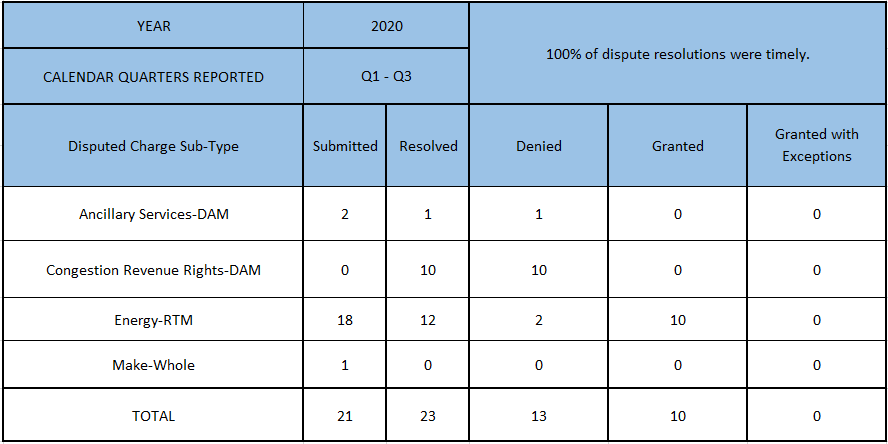 YEAR 2020 100% of dispute resolutions were timely.
CALENDAR QUARTERS REPORTED Q1 - Q3
Disputed Charge Sub-Type Submitted Resolved Denied Granted Granted with
Exceptions
Ancillary Services-DAM 2 1 1 0 0
Congestion Revenue Rights-DAM 0 10 10 0 0
Energy-RTM 18 12 2 10 0
Make-Whole 1 0 0 0 0
TOTAL 21 23 13 10 0